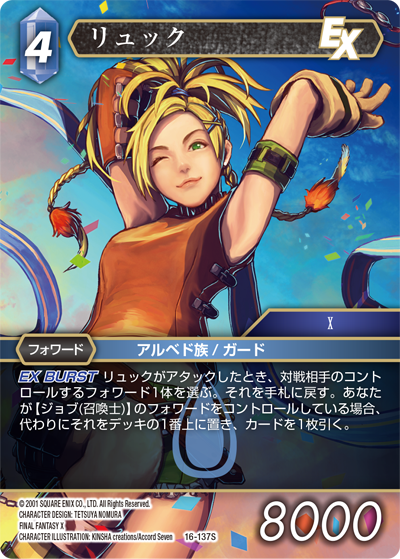 4
リュック
EX
X
フォワード
アルベド族 / ガード
EX BURST リュックがアタックしたとき、対戦相手のコント
ロールするフォワード1体を選ぶ。それを手札に戻す。あなた
が【ジョブ(召喚士)】のフォワードをコントロールしている場合、
代わりにそれをデッキの1番上に置き、カードを1枚引く。
© 2001 SQUARE ENIX CO., LTD. All Rights Reserved.
CHARACTER DESIGN: TETSUYA NOMURA
FINAL FANTASY X
CHARACTER ILLUSTRATION: KINSHA creations/Accord Seven
16-137S
8000